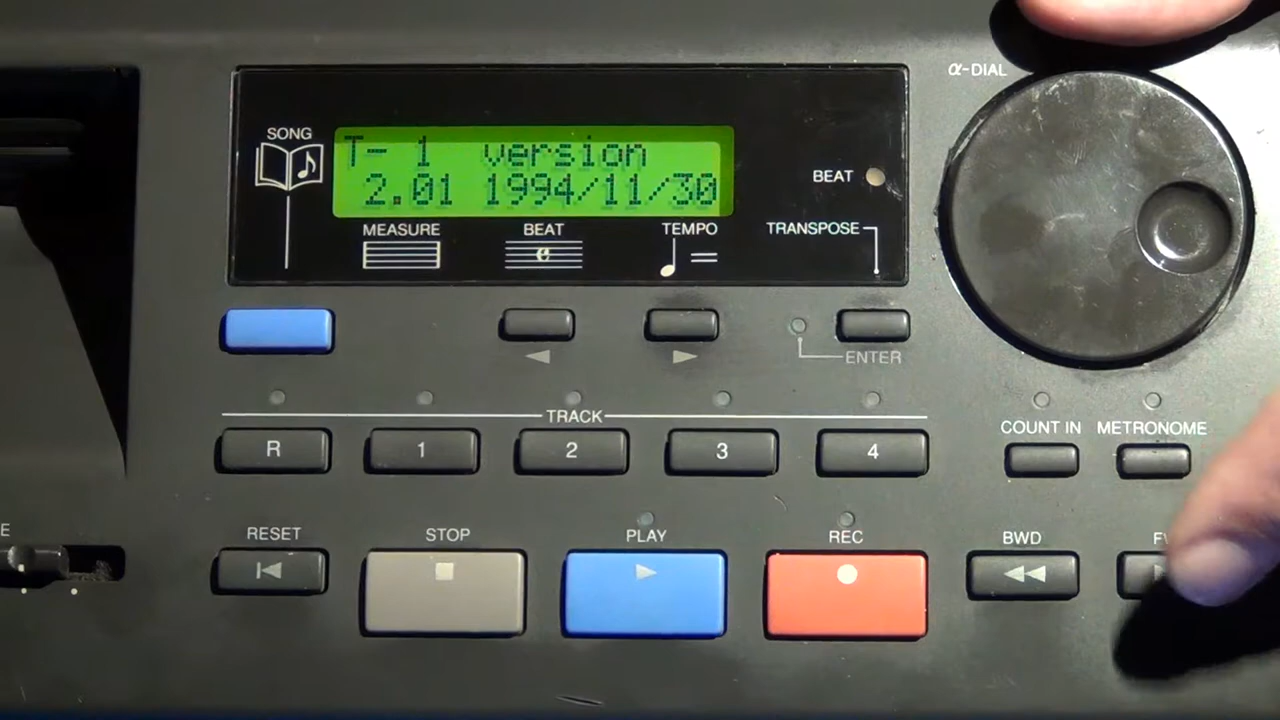 α-DIAL
SONG
T- 1 version
2.01 1994/11/30
BEAT
MEASURE BEAT TEMPO TRANSPOSE
ENTER
TRACK
COUNT IN METRONOME
R 1 2 3 4
E
RESET STOP PLAY REC BWD